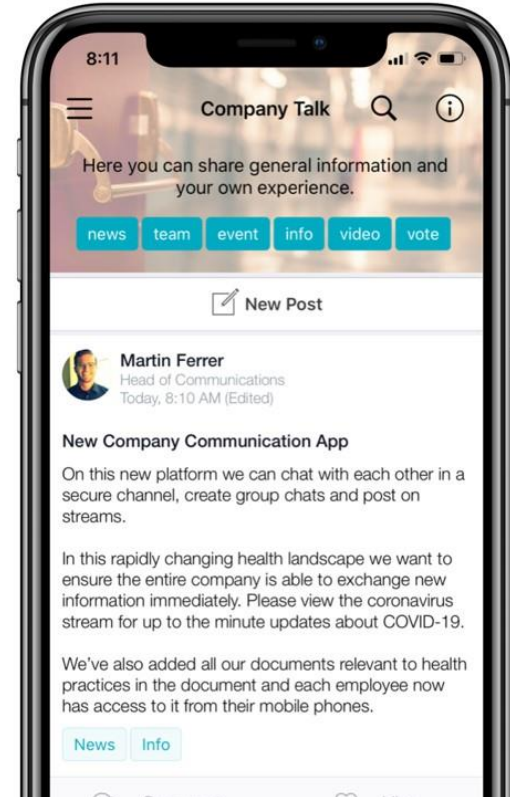 8:11
Company Talk
Here you can share general information and
your own experience.
news team event info video vote
New Post
Martin Ferrer
Head of Communications
Today, 8:10 AM (Edited)
New Company Communication App
On this new platform we can chat with each other in a
secure channel, create group chats and post on
streams.
In this rapidly changing health landscape we want to
ensure the entire company is able to exchange new
information immediately. Please view the coronavirus
stream for up to the minute updates about COVID-19.
We’ve also added all our documents relevant to health
practices in the document and each employee now
has access to it from their mobile phones.
News Info